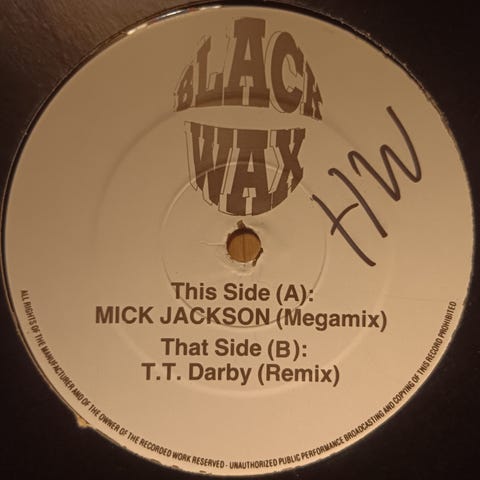 BLACK
WAX
HW
This Side (A):
MICK JACKSON (Megamix)
That Side (B):
T.T. Darby (Remix)
ALL RIGHTS OF THE MANUFACTURER AND OF THE OWNER OF THE RECORDED WORK RESERVED - UNAUTHORIZED PUBLIC PERFORMANCE BROADCASTING AND COPYING OF THIS RECORD PROHIBITED